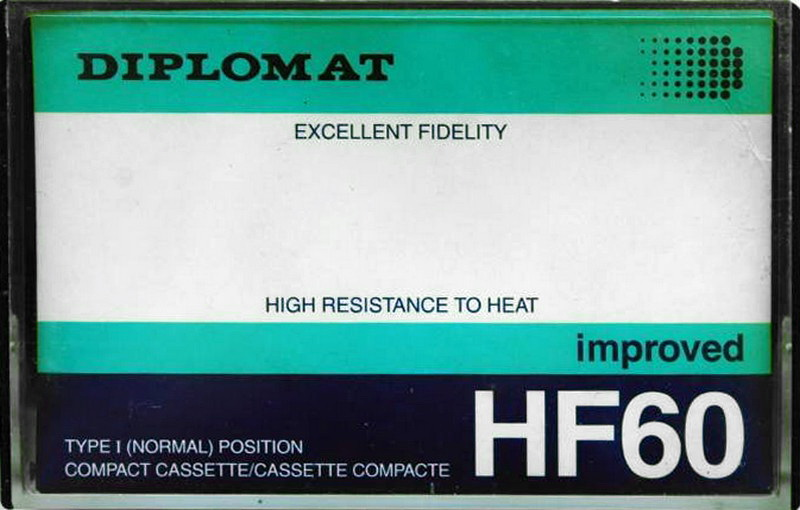 DIPLOMAT
EXCELLENT FIDELITY
HIGH RESISTANCE TO HEAT
improved
HF60
TYPE I (NORMAL) POSITION
COMPACT CASSETTE/CASSETTE COMPACTE